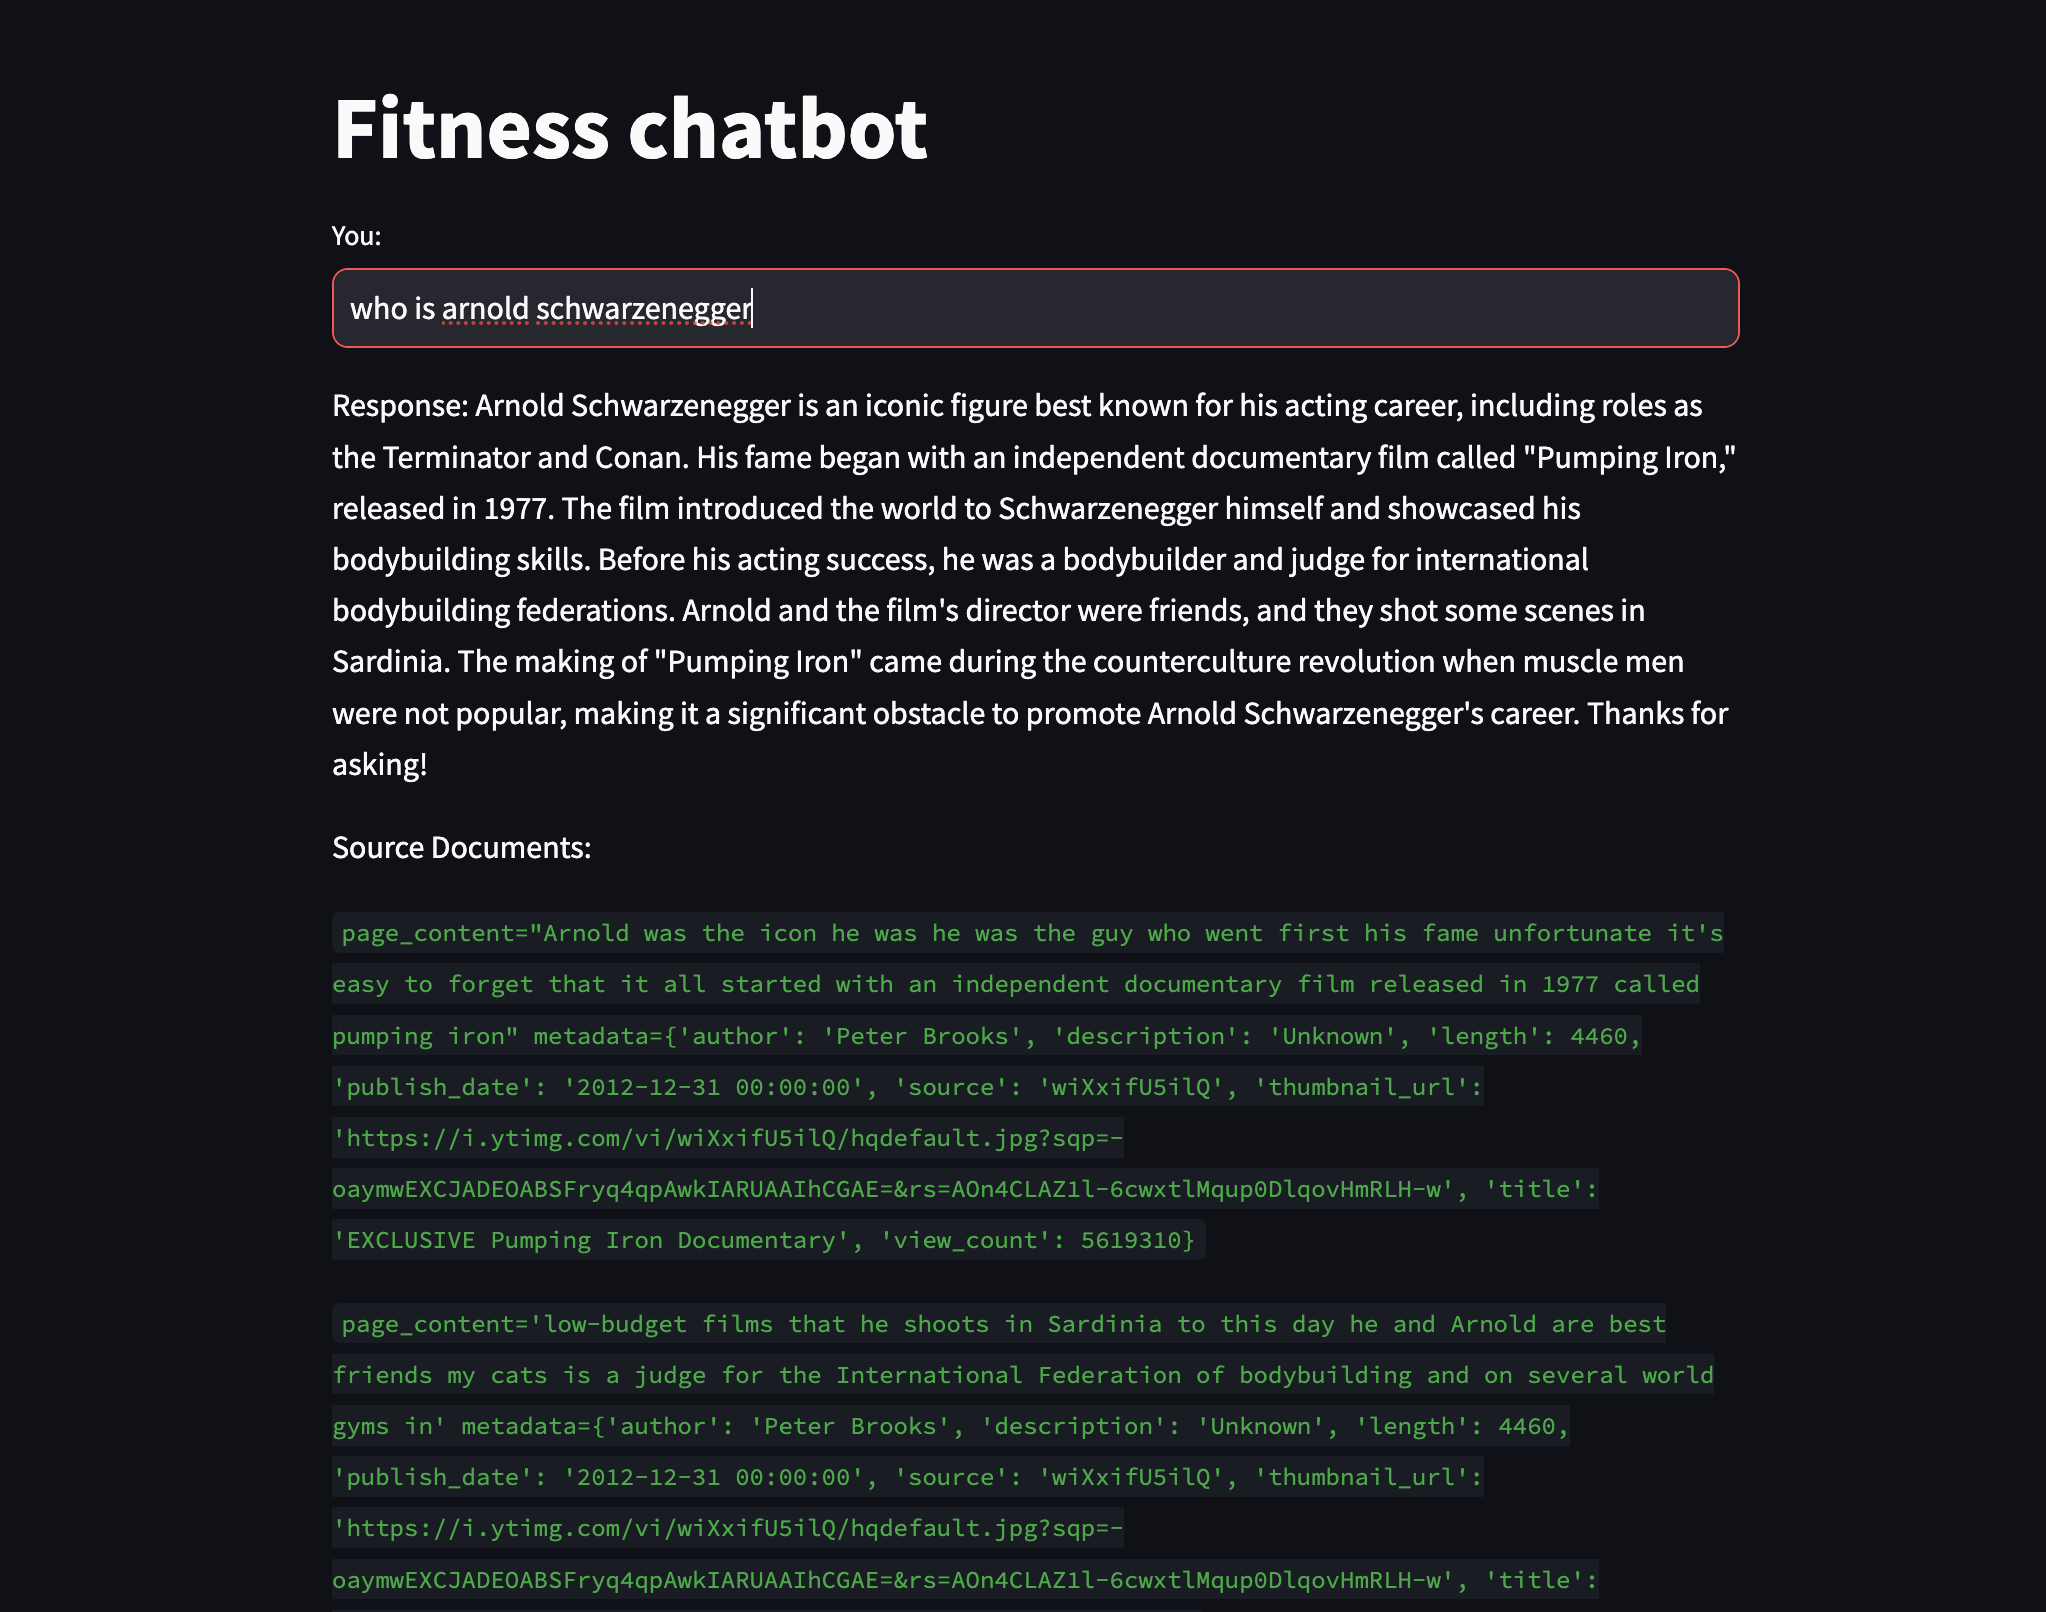 Fitness chatbot
You:
who is arnold schwarzenegger
Response: Arnold Schwarzenegger is an iconic figure best known for his acting career, including roles as
the Terminator and Conan. His fame began with an independent documentary film called "Pumping Iron,"
released in 1977. The film introduced the world to Schwarzenegger himself and showcased his
bodybuilding skills. Before his acting success, he was a bodybuilder and judge for international
bodybuilding federations. Arnold and the film's director were friends, and they shot some scenes in
Sardinia. The making of "Pumping Iron" came during the counterculture revolution when muscle men
were not popular, making it a significant obstacle to promote Arnold Schwarzenegger's career. Thanks for
asking!
Source Documents:
page_content="Arnold was the icon he was he was the guy who went first his fame unfortunate it's
easy to forget that it all started with an independent documentary film released in 1977 called
pumping iron" metadata={'author': 'Peter Brooks', 'description': 'Unknown', 'length': 4460,
'publish_date': '2012-12-31 00:00:00', 'source': 'wiXxifU5ilQ', 'thumbnail_url':
'https://i.ytimg.com/vi/wiXxifU5ilQ/hqdefault.jpg?sqp=-
oaymwEXCJADEOABSFryq4qpAwkIARUAAIhCGAE=&rs=AOn4CLAZ1l-6cwxtlMqup0DlqovHmRLH-w', 'title':
'EXCLUSIVE Pumping Iron Documentary', 'view_count': 5619310}
page_content='low-budget films that he shoots in Sardinia to this day he and Arnold are best
friends my cats is a judge for the International Federation of bodybuilding and on several world
gyms in' metadata={'author': 'Peter Brooks', 'description': 'Unknown', 'length': 4460,
'publish_date': '2012-12-31 00:00:00', 'source': 'wiXxifU5ilQ', 'thumbnail_url':
'https://i.ytimg.com/vi/wiXxifU5ilQ/hqdefault.jpg?sqp=-
oaymwEXCJADEOABSFryq4qpAwkIARUAAIhCGAE=&rs=AOn4CLAZ1l-6cwxtlMqup0DlqovHmRLH-w', 'title':